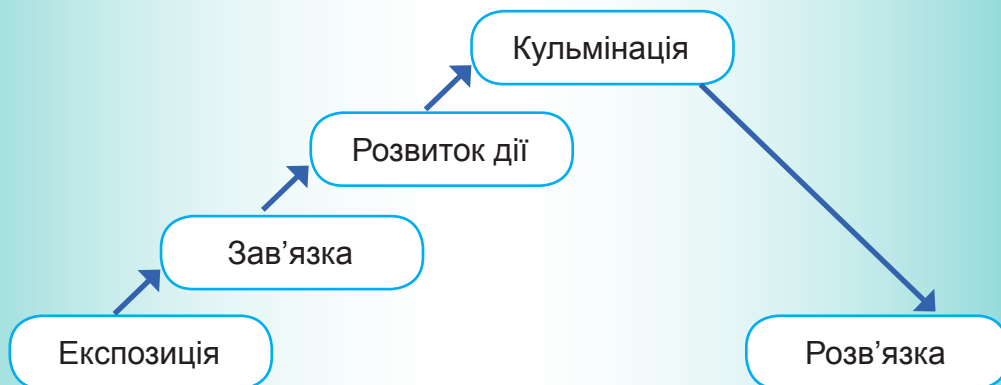 Кульмінація
Розвиток дії
Зав’язка
Експозиція
Розв’язка